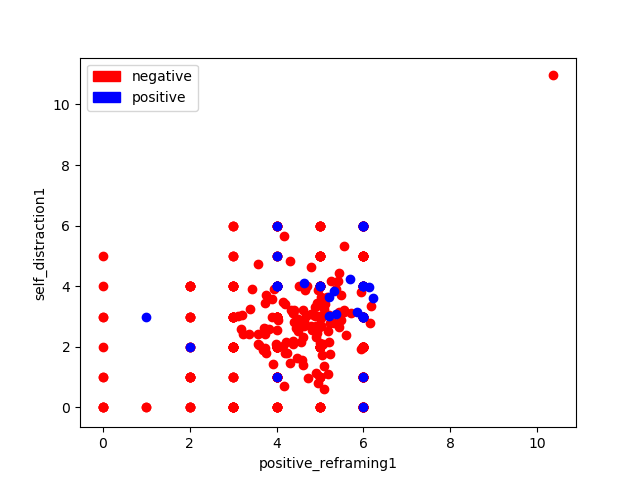 negative
positive
10
8
6
4
2
0
self_distraction1
0 2 4 6 8 10
positive_reframing1